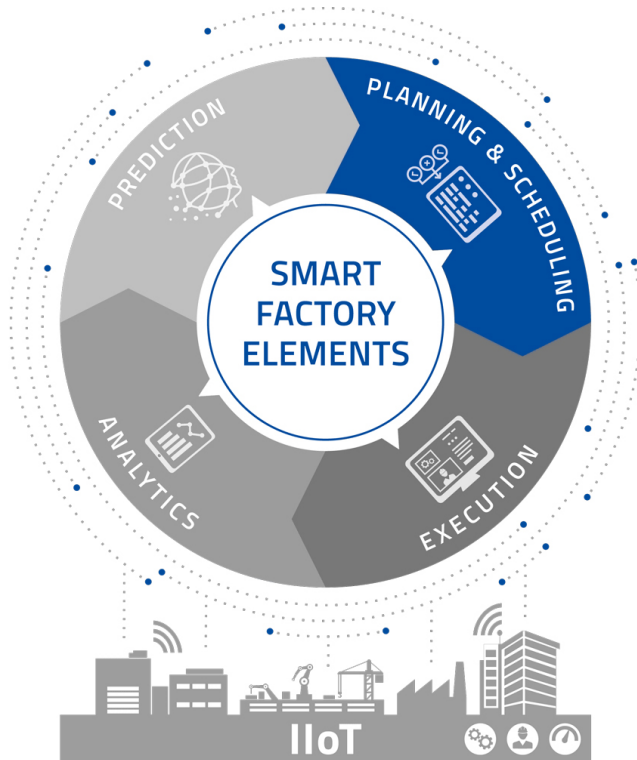 PREDICTION
PLANNING & SCHEDULING
SMART
FACTORY
ELEMENTS
ANALYTICS
EXECUTION
IIoT